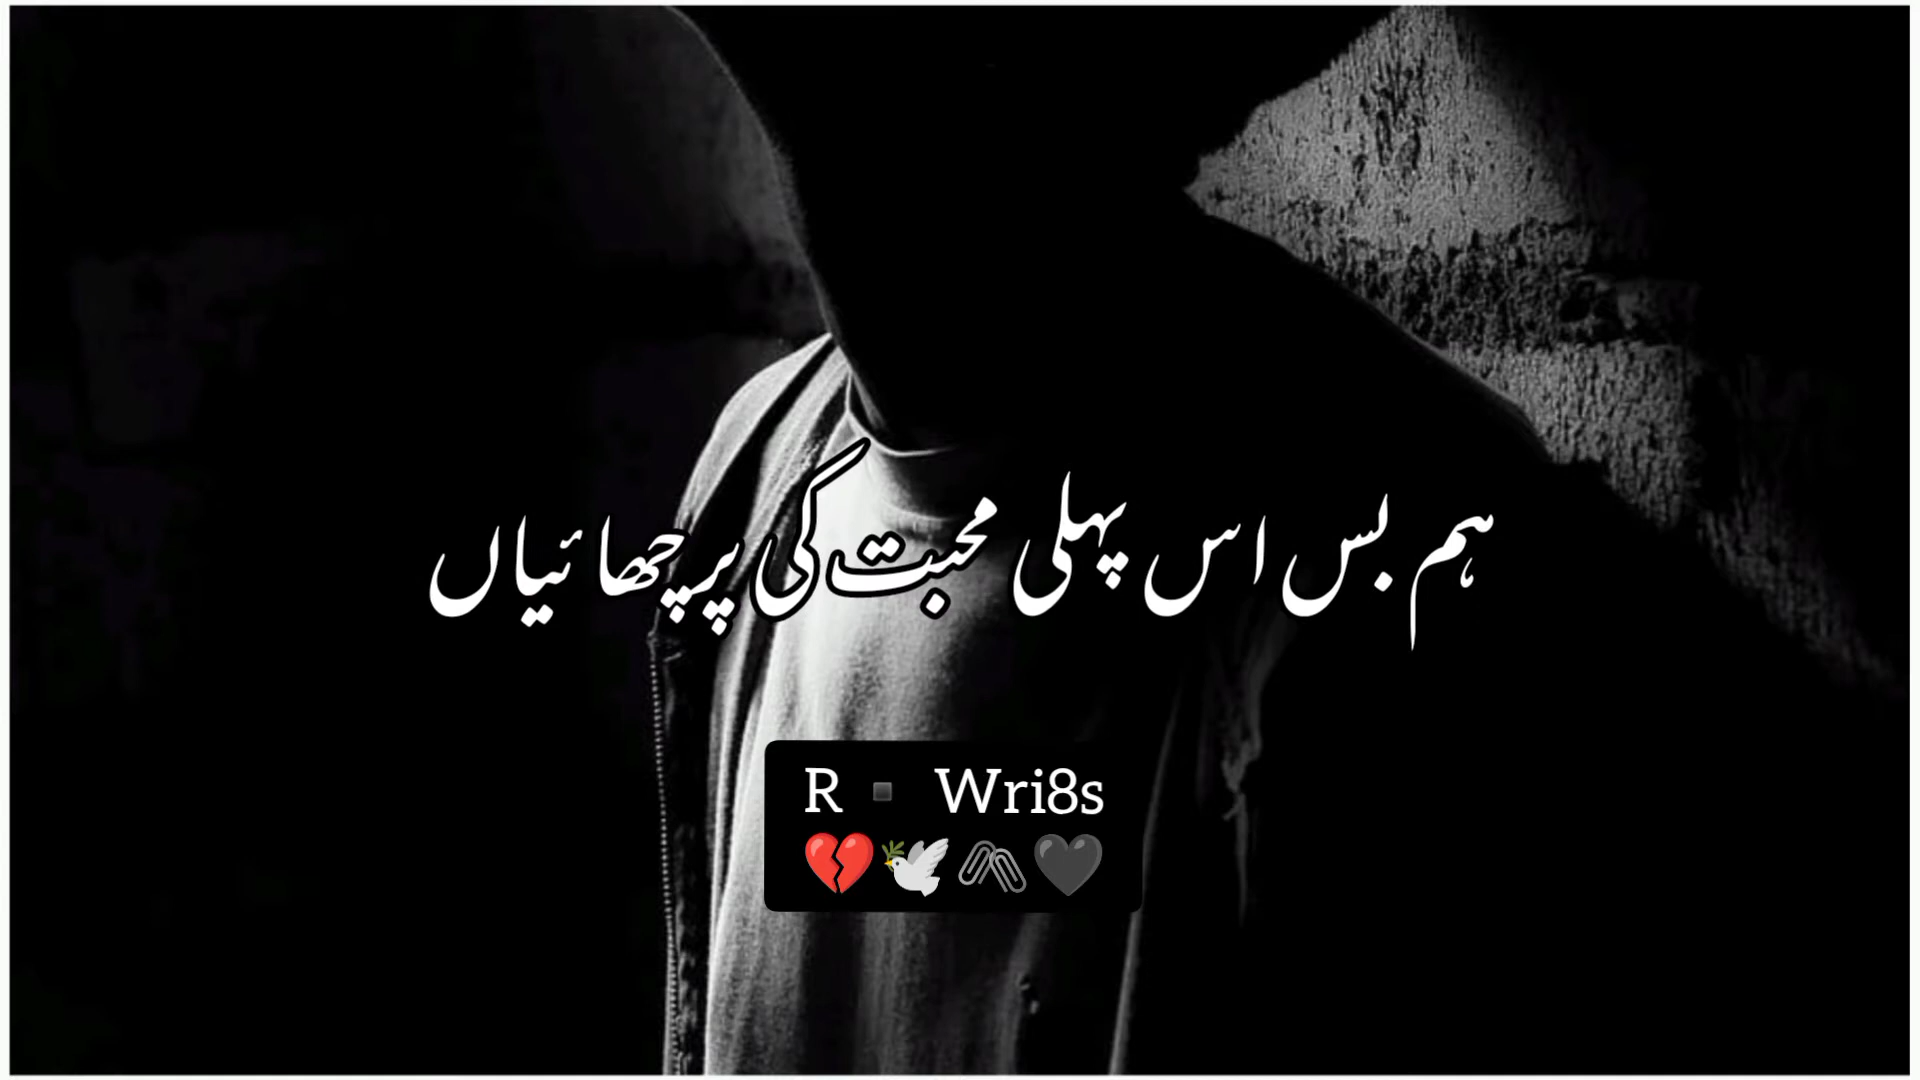 ہم بس اس پہلی محبت کی پرچھائیاں
R▪️ Wri8s
💔🕊️🖇️🖤